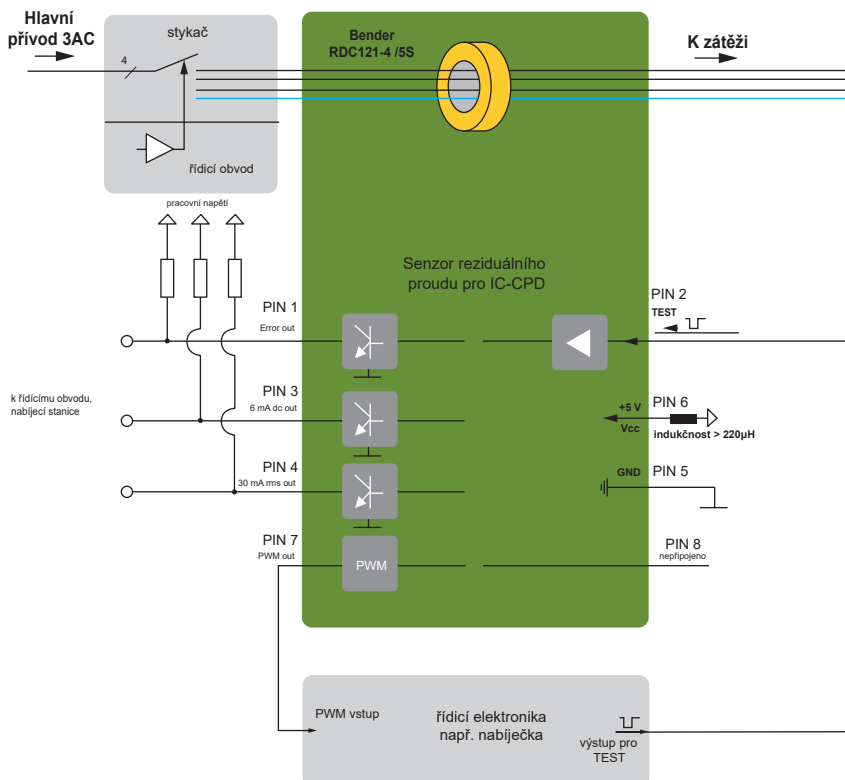 Hlavní
přívod 3AC
stykač
4
řídicí obvod
Bender
RDC121-4 /5S
K zátěži
pracovní napětí
Senzor reziduálního
proudu pro IC-CPD
PIN 1
Error out
PIN 2
TEST
k řídícímu obvodu,
nabíjecí stanice
PIN 3
6 mA dc out
+5 V
Vcc
PIN 6
indukčnost > 220µH
PIN 4
30 mA rms out
GND
PIN 5
PIN 7
PWM out
PWM
PIN 8
nepřipojeno
PWM vstup
řídicí elektronika
např. nabíječka
výstup pro
TEST